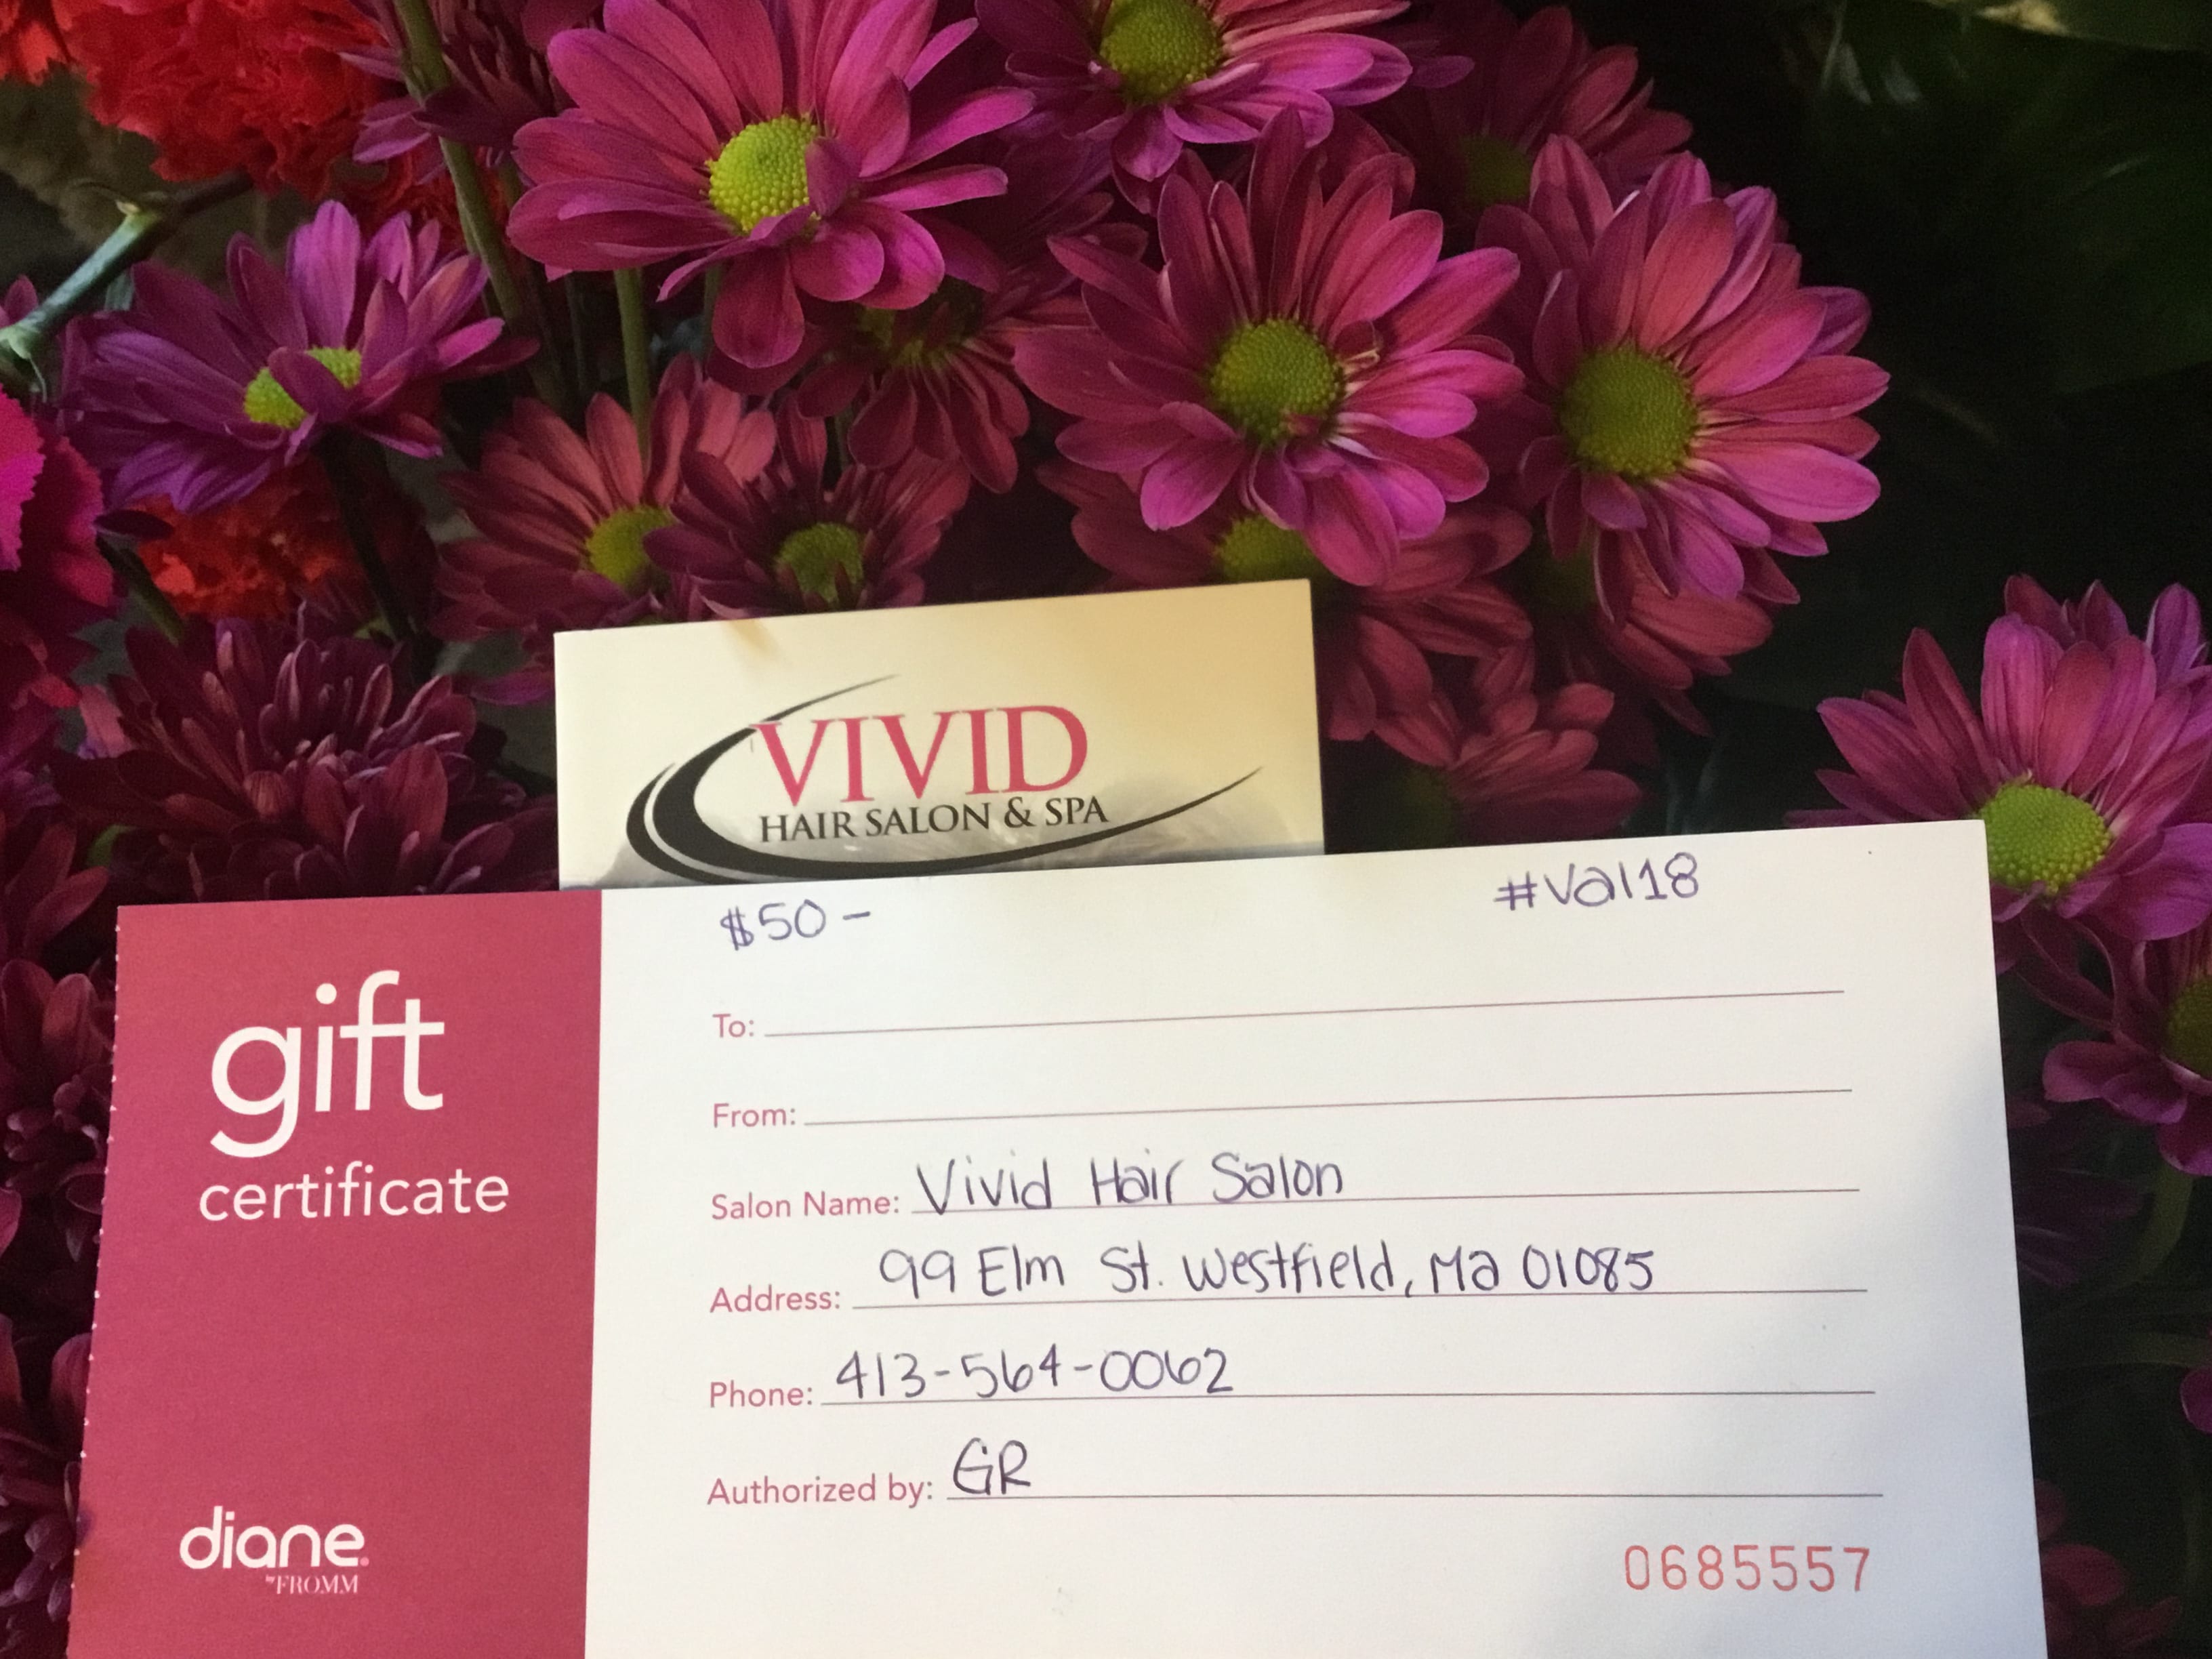 VIVID
HAIR SALON & SPA
$50 –
#Val18
gift
certificate
To:
From:
Salon Name: Vivid Hair Salon
Address: 99 Elm St. Westfield, Ma 01085
Phone: 413-564-0062
Authorized by: GR
diane.
by FROMM
0685557